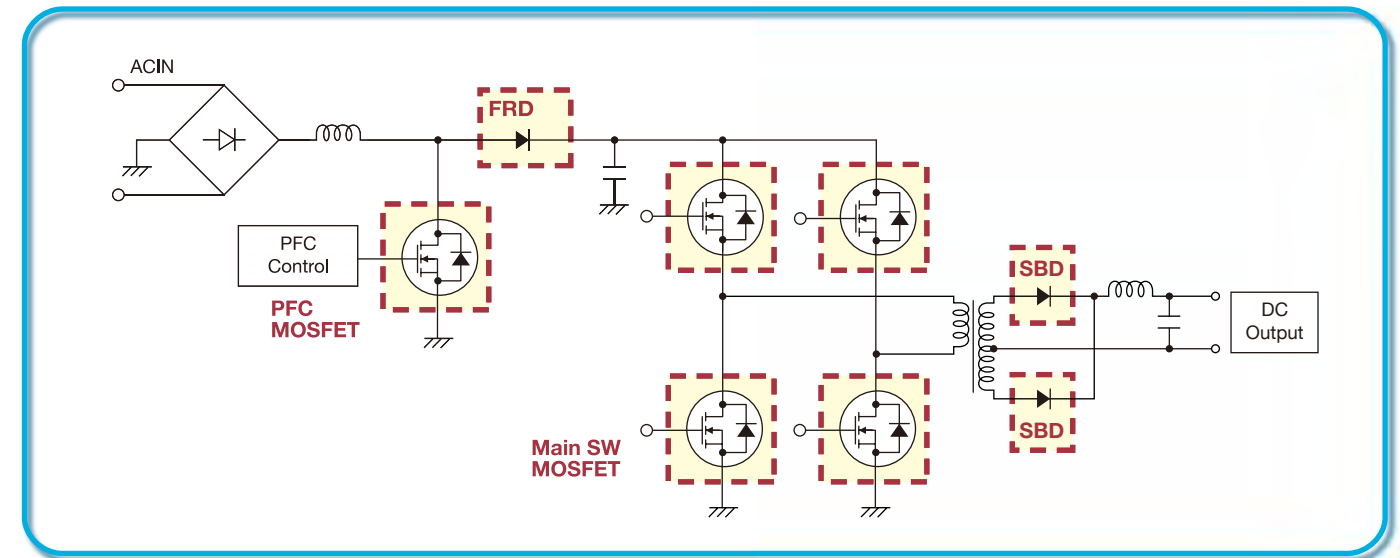 ACIN
FRD
PFC
Control
PFC
MOSFET
Main SW
MOSFET
SBD
SBD
DC
Output